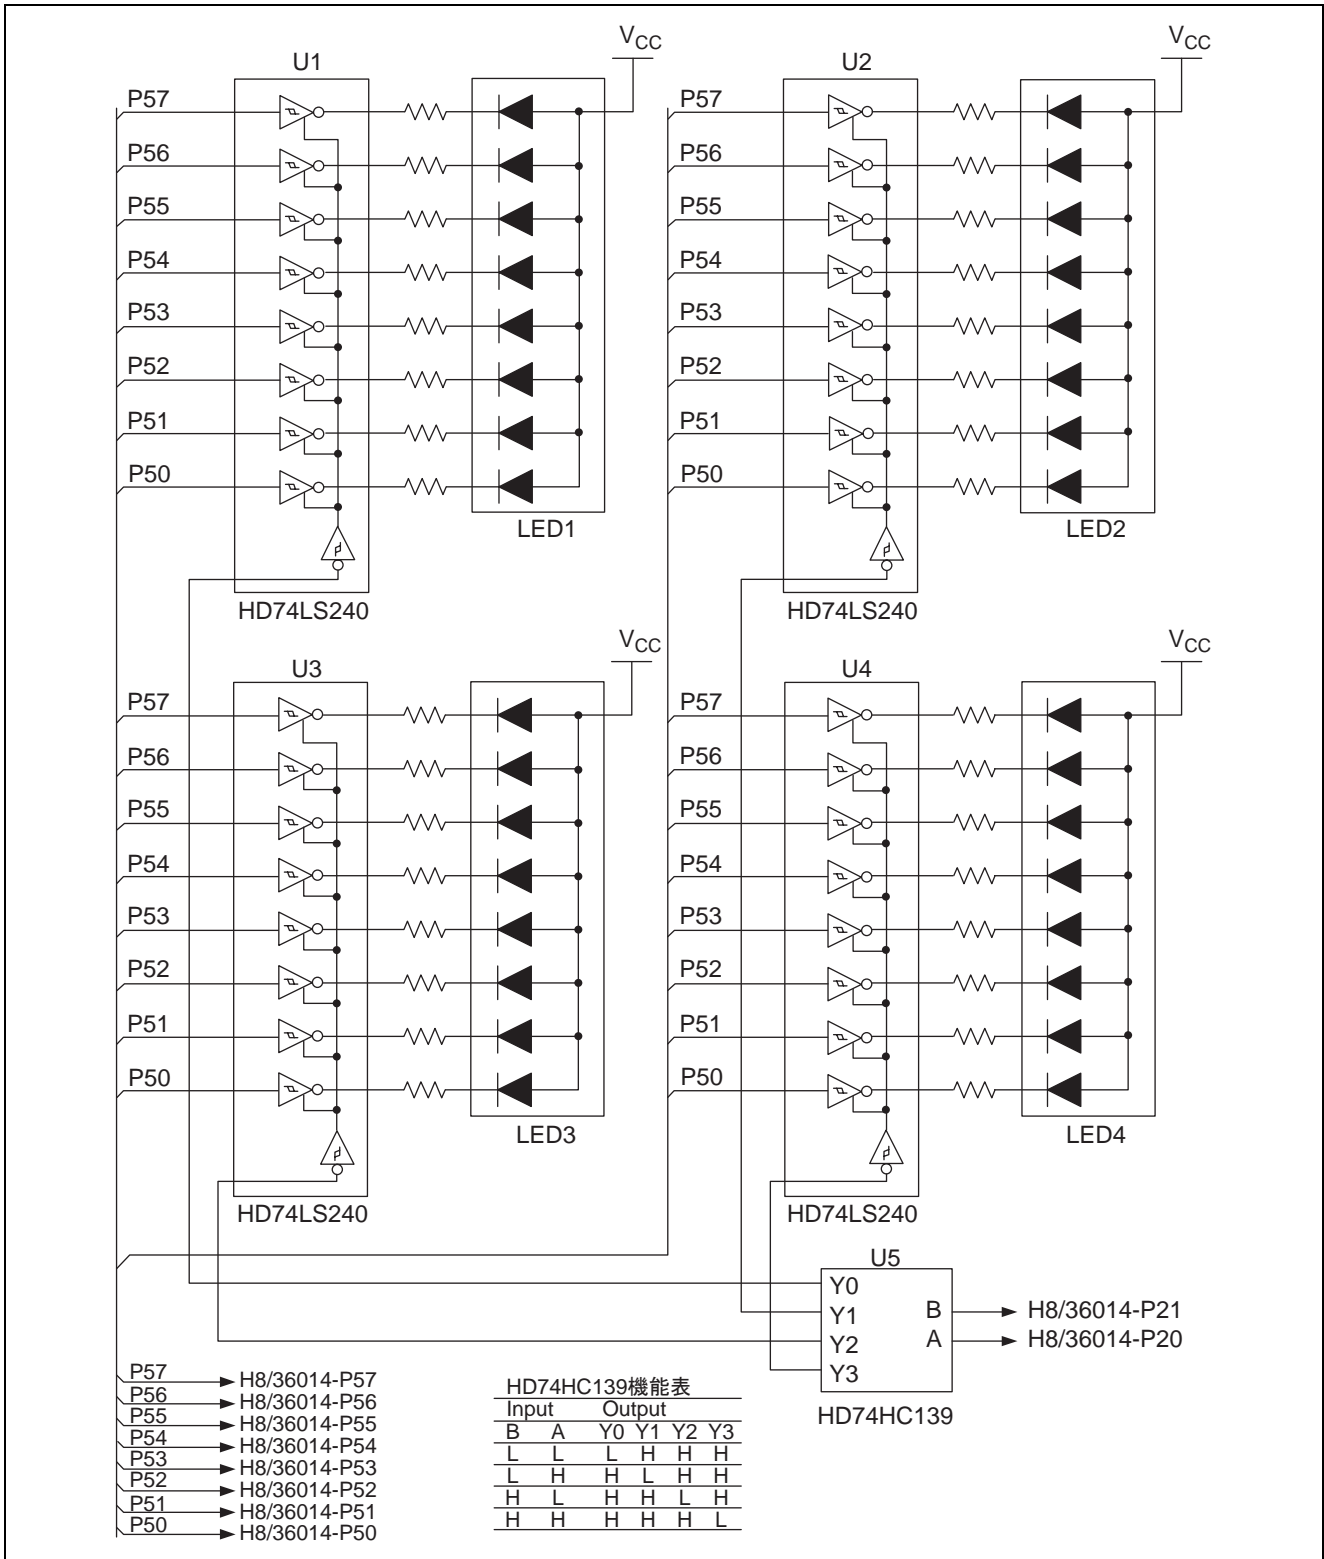 U1
VCC
P57
P56
P55
P54
P53
P52
P51
P50
LED1
HD74LS240
U2
VCC
P57
P56
P55
P54
P53
P52
P51
P50
LED2
HD74LS240
U3
VCC
P57
P56
P55
P54
P53
P52
P51
P50
LED3
HD74LS240
U4
VCC
P57
P56
P55
P54
P53
P52
P51
P50
LED4
HD74LS240
U5
Y0
Y1 B H8/36014-P21
Y2 A H8/36014-P20
Y3
HD74HC139
P57 H8/36014-P57
P56 H8/36014-P56
P55 H8/36014-P55
P54 H8/36014-P54
P53 H8/36014-P53
P52 H8/36014-P52
P51 H8/36014-P51
P50 H8/36014-P50
HD74HC139機能表
Input Output
B A Y0 Y1 Y2 Y3
L L L H H H
L H H L H H
H L H H L H
H H H H H L